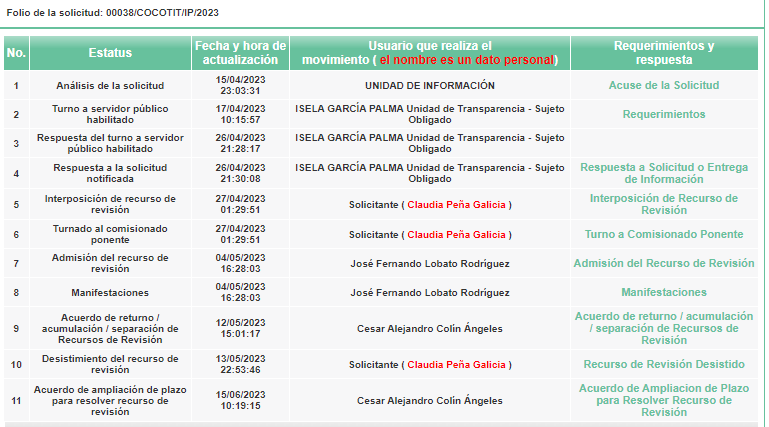 Folio de la solicitud: 00038/COCOTIT/IP/2023
No. Estatus Fecha y hora de actualización Usuario que realiza el movimiento ( el nombre es un dato personal) Requerimientos y respuesta
1 Análisis de la solicitud 15/04/2023 23:03:31 UNIDAD DE INFORMACIÓN Acuse de la Solicitud
2 Turno a servidor público habilitado 17/04/2023 10:15:57 ISELA GARCÍA PALMA Unidad de Transparencia - Sujeto Obligado Requerimientos
3 Respuesta del turno a servidor público habilitado 26/04/2023 21:28:17 ISELA GARCÍA PALMA Unidad de Transparencia - Sujeto Obligado
4 Respuesta a la solicitud notificada 26/04/2023 21:30:08 ISELA GARCÍA PALMA Unidad de Transparencia - Sujeto Obligado Respuesta a Solicitud o Entrega de Información
5 Interposición de recurso de revisión 27/04/2023 01:29:51 Solicitante ( Claudia Peña Galicia ) Interposición de Recurso de Revisión
6 Turnado al comisionado ponente 27/04/2023 01:29:51 Solicitante ( Claudia Peña Galicia ) Turno a Comisionado Ponente
7 Admisión del recurso de revisión 04/05/2023 16:28:03 José Fernando Lobato Rodríguez Admisión del Recurso de Revisión
8 Manifestaciones 04/05/2023 16:28:03 José Fernando Lobato Rodríguez Manifestaciones
9 Acuerdo de returno / acumulación / separación de Recursos de Revisión 12/05/2023 15:01:17 Cesar Alejandro Colín Ángeles Acuerdo de returno / acumulación / separación de Recursos de Revisión
10 Desistimiento del recurso de revisión 13/05/2023 22:53:46 Solicitante ( Claudia Peña Galicia ) Recurso de Revisión Desistido
11 Acuerdo de ampliación de plazo para resolver recurso de revisión 15/06/2023 10:19:15 Cesar Alejandro Colín Ángeles Acuerdo de Ampliacion de Plazo para Resolver Recurso de Revisión